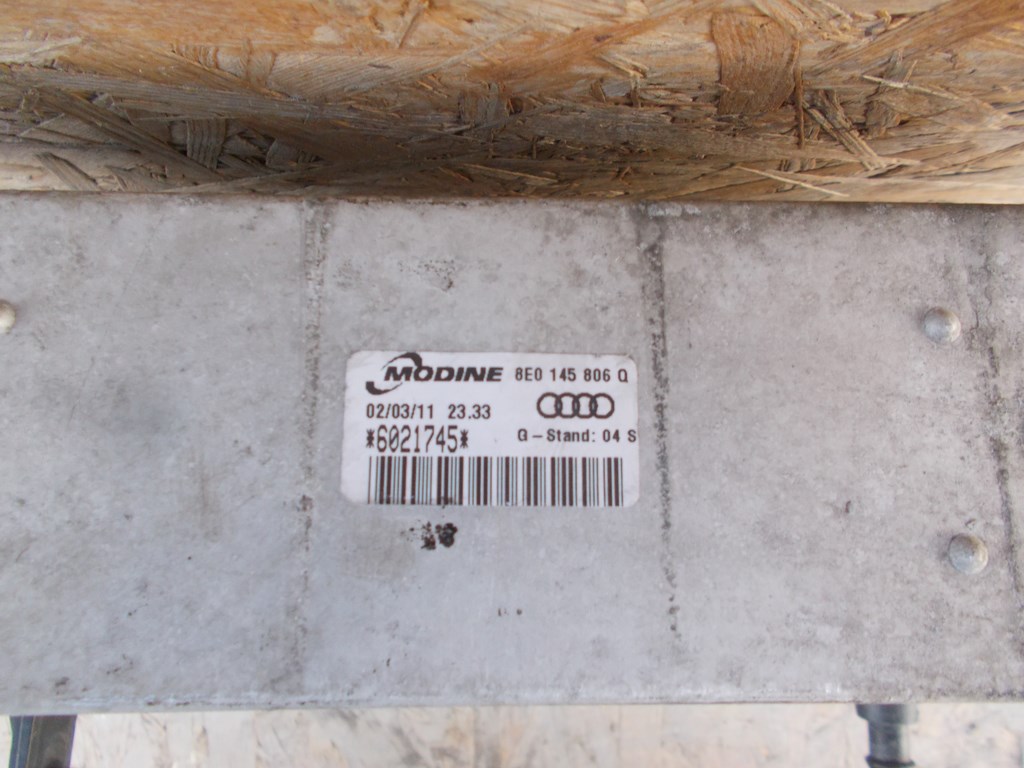 MODINE 8E0 145 806 Q
02/03/11 23.33
*6021745* G-Stand: 04 S